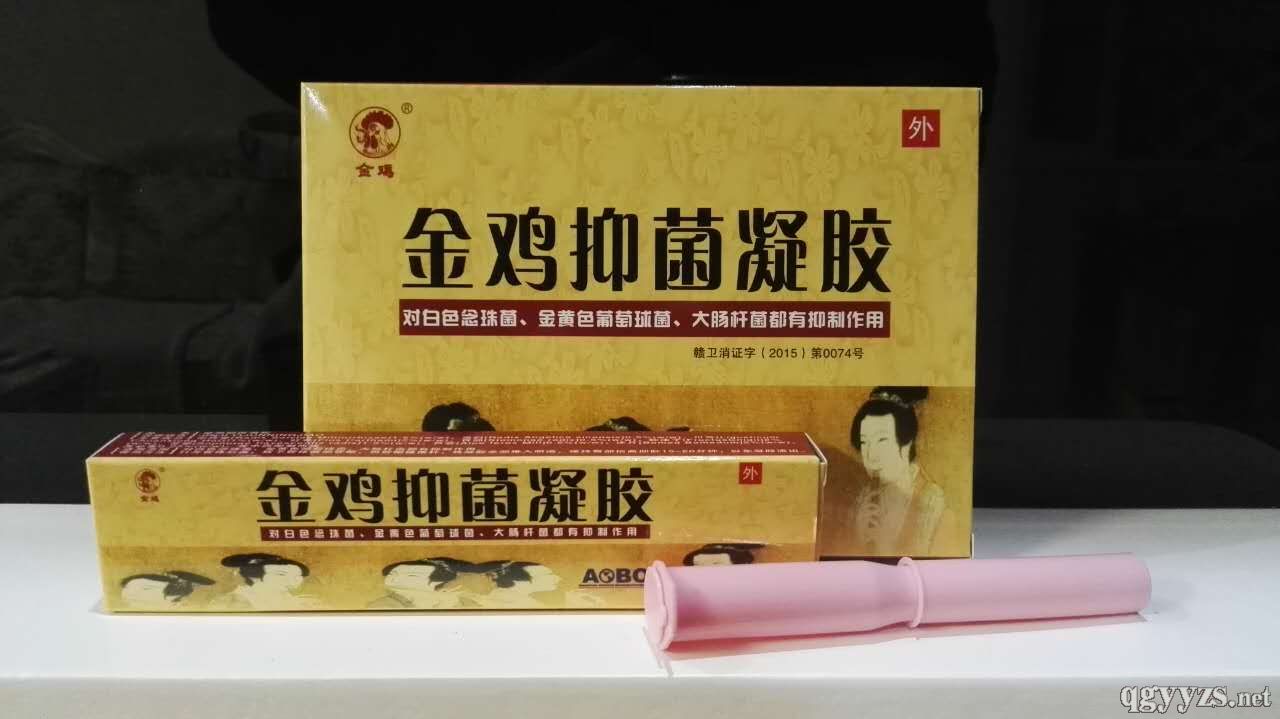 ®
外
金鸡
金鸡抑菌凝胶
对白色念珠菌、金黄色葡萄球菌、大肠杆菌都有抑制作用
赣卫消证字（2015）第0074号
金鸡
外
金鸡抑菌凝胶
对白色念珠菌、金黄色葡萄球菌、大肠杆菌都有抑制作用
AOBO
qgyyzs.net